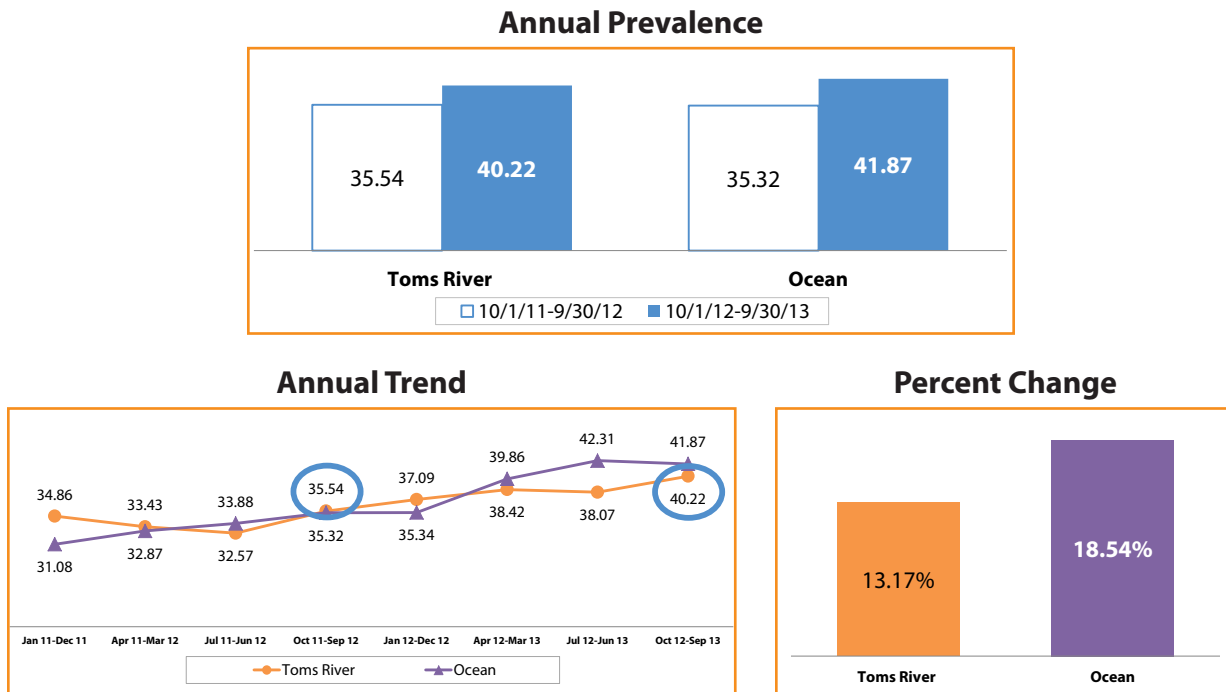 Annual Prevalence
35.54 40.22 35.32 41.87
Toms River Ocean
10/1/11-9/30/12 10/1/12-9/30/13
Annual Trend
34.86 33.43 33.88 35.54 37.09 39.86 42.31 41.87
31.08 32.87 32.57 35.32 35.34 38.42 38.07 40.22
Jan 11-Dec 11 Apr 11-Mar 12 Jul 11-Jun 12 Oct 11-Sep 12 Jan 12-Dec 12 Apr 12-Mar 13 Jul 12-Jun 13 Oct 12-Sep 13
Toms River Ocean
Percent Change
13.17% 18.54%
Toms River Ocean